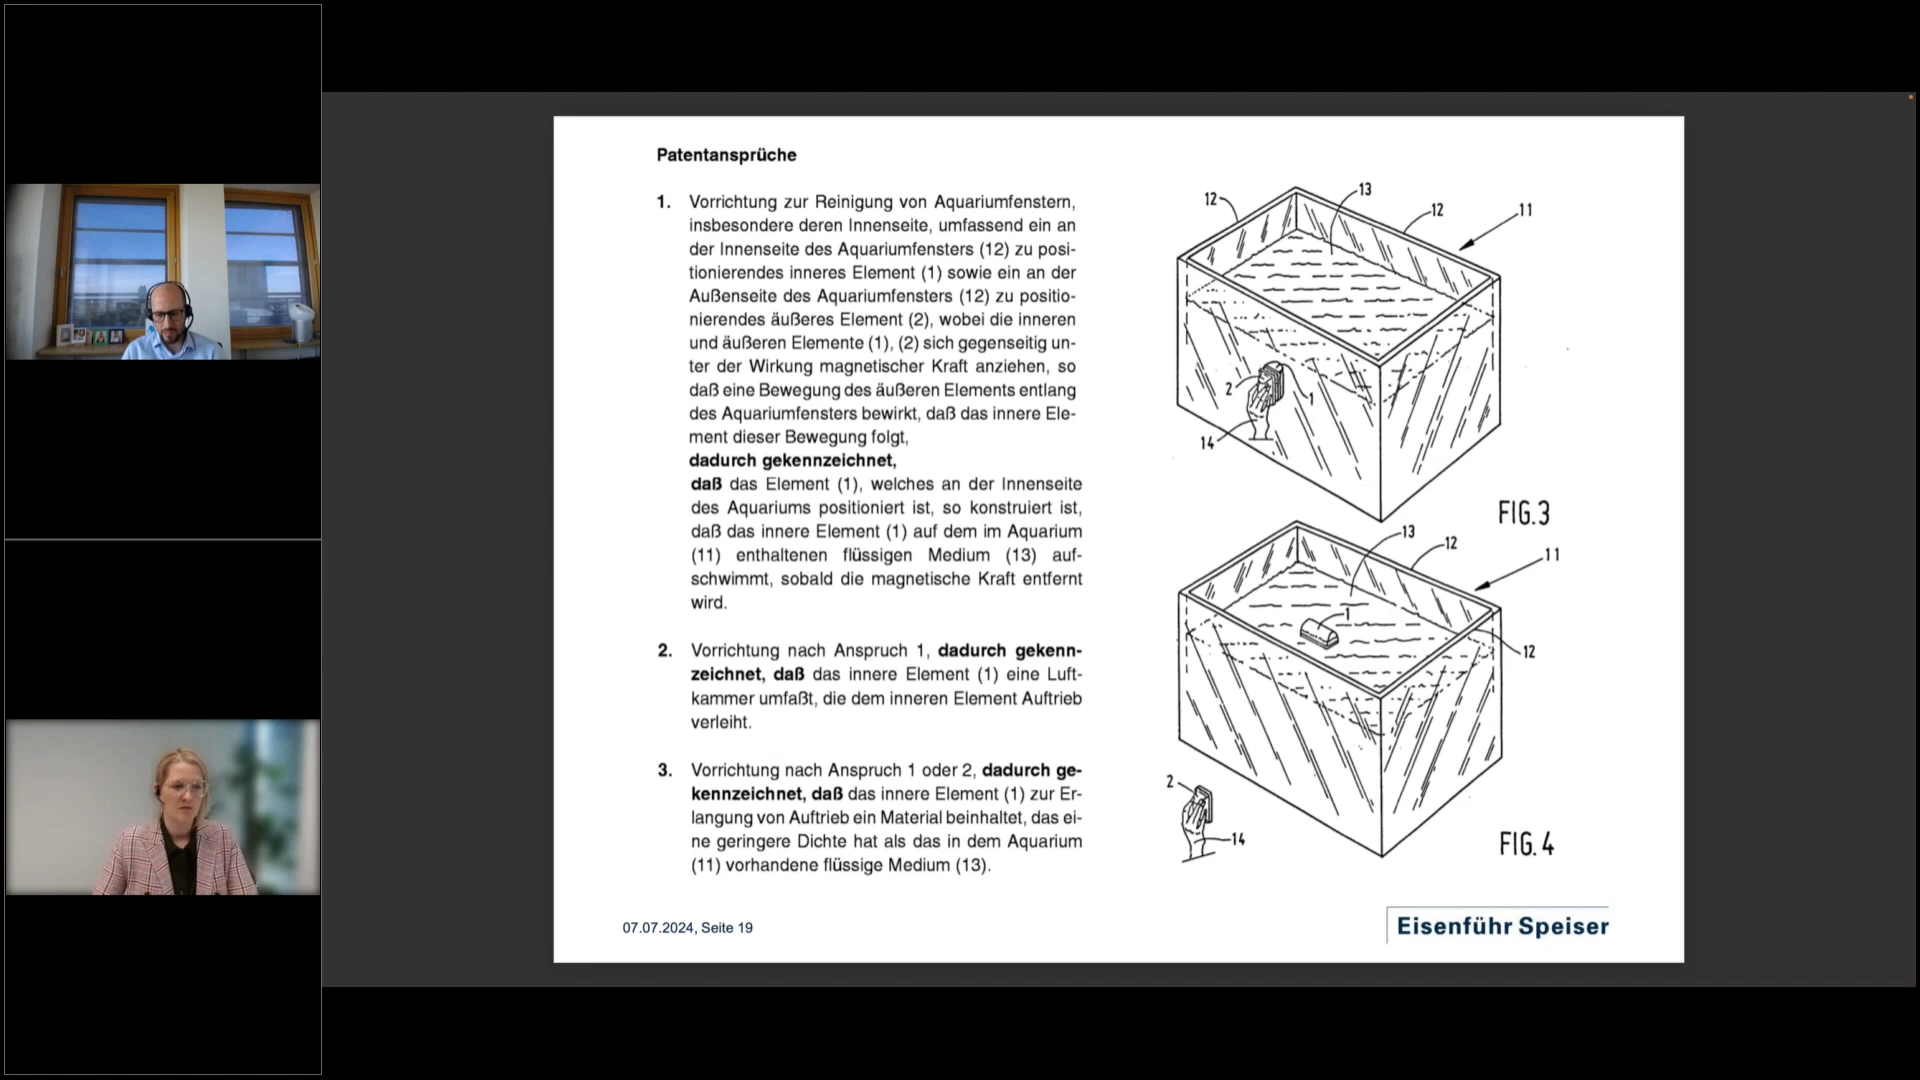 Patentansprüche
1. Vorrichtung zur Reinigung von Aquariumfenstern,
insbesondere deren Innenseite, umfassend ein an
der Innenseite des Aquariumfensters (12) zu posi-
tionierendes inneres Element (1) sowie ein an der
Außenseite des Aquariumfensters (12) zu positio-
nierendes äußeres Element (2), wobei die inneren
und äußeren Elemente (1), (2) sich gegenseitig un-
ter der Wirkung magnetischer Kraft anziehen, so
daß eine Bewegung des äußeren Elements entlang
des Aquariumfensters bewirkt, daß das innere Ele-
ment dieser Bewegung folgt,
dadurch gekennzeichnet,
daß das Element (1), welches an der Innenseite
des Aquariums positioniert ist, so konstruiert ist,
daß das innere Element (1) auf dem im Aquarium
(11) enthaltenen flüssigen Medium (13) auf-
schwimmt, sobald die magnetische Kraft entfernt
wird.
2. Vorrichtung nach Anspruch 1, dadurch gekenn-
zeichnet, daß das innere Element (1) eine Luft-
kammer umfaßt, die dem inneren Element Auftrieb
verleiht.
3. Vorrichtung nach Anspruch 1 oder 2, dadurch ge-
kennzeichnet, daß das innere Element (1) zur Er-
langung von Auftrieb ein Material beinhaltet, das ei-
ne geringere Dichte hat als das in dem Aquarium
(11) vorhandene flüssige Medium (13).
13
12
12
11
2
1
14
FIG.3
13
12
11
1
12
2
14
FIG.4
07.07.2024, Seite 19
Eisenführ Speiser